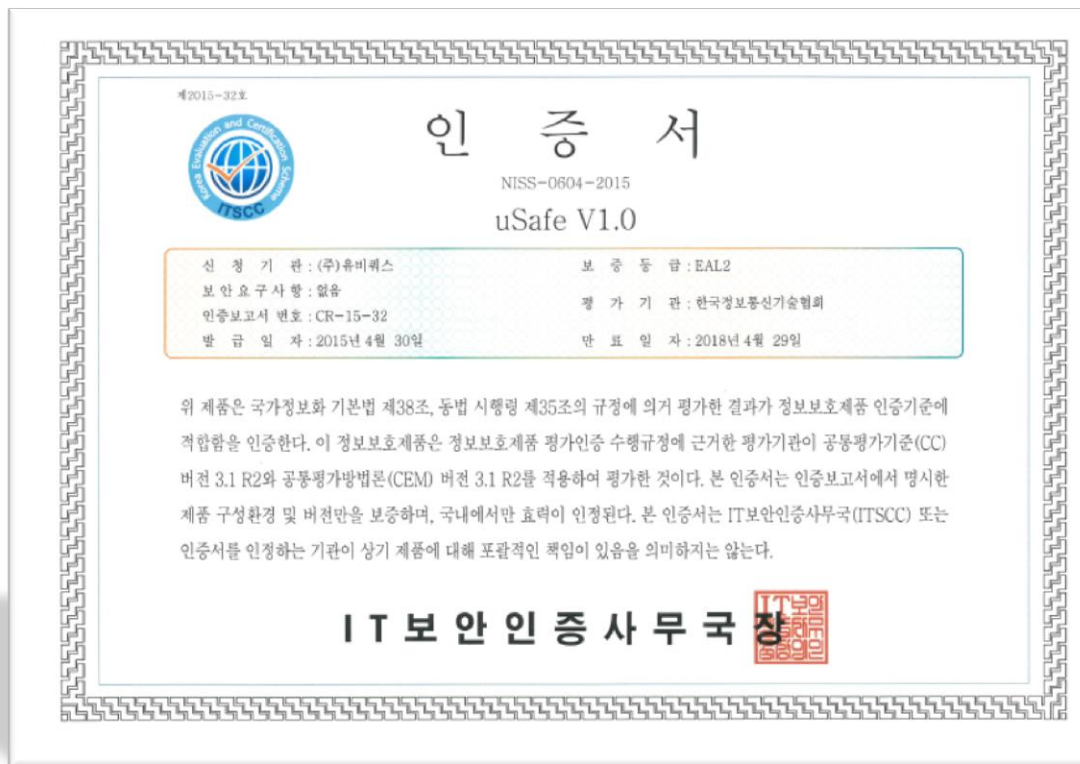 제2015-32호
Korea Evaluation and Certification Scheme
ITSCC
인 증 서
NISS-0604-2015
uSafe V1.0
신 청 기 관 : (주)유비쿼스
보 증 등 급 : EAL2
보안요구사항 : 없음
평 가 기 관 : 한국정보통신기술협회
인증보고서 번호 : CR-15-32
발 급 일 자 : 2015년 4월 30일
만 료 일 자 : 2018년 4월 29일
위 제품은 국가정보화 기본법 제38조, 동법 시행령 제35조의 규정에 의거 평가한 결과가 정보보호제품 인증기준에
적합함을 인증한다. 이 정보보호제품은 정보보호제품 평가인증 수행규정에 근거한 평가기관이 공통평가기준(CC)
버전 3.1 R2와 공통평가방법론(CEM) 버전 3.1 R2를 적용하여 평가한 것이다. 본 인증서는 인증보고서에서 명시한
제품 구성환경 및 버전만을 보증하며, 국내에서만 효력이 인정된다. 본 인증서는 IT보안인증사무국(ITSCC) 또는
인증서를 인정하는 기관이 상기 제품에 대해 포괄적인 책임이 있음을 의미하지는 않는다.
IT보안인증사무국장